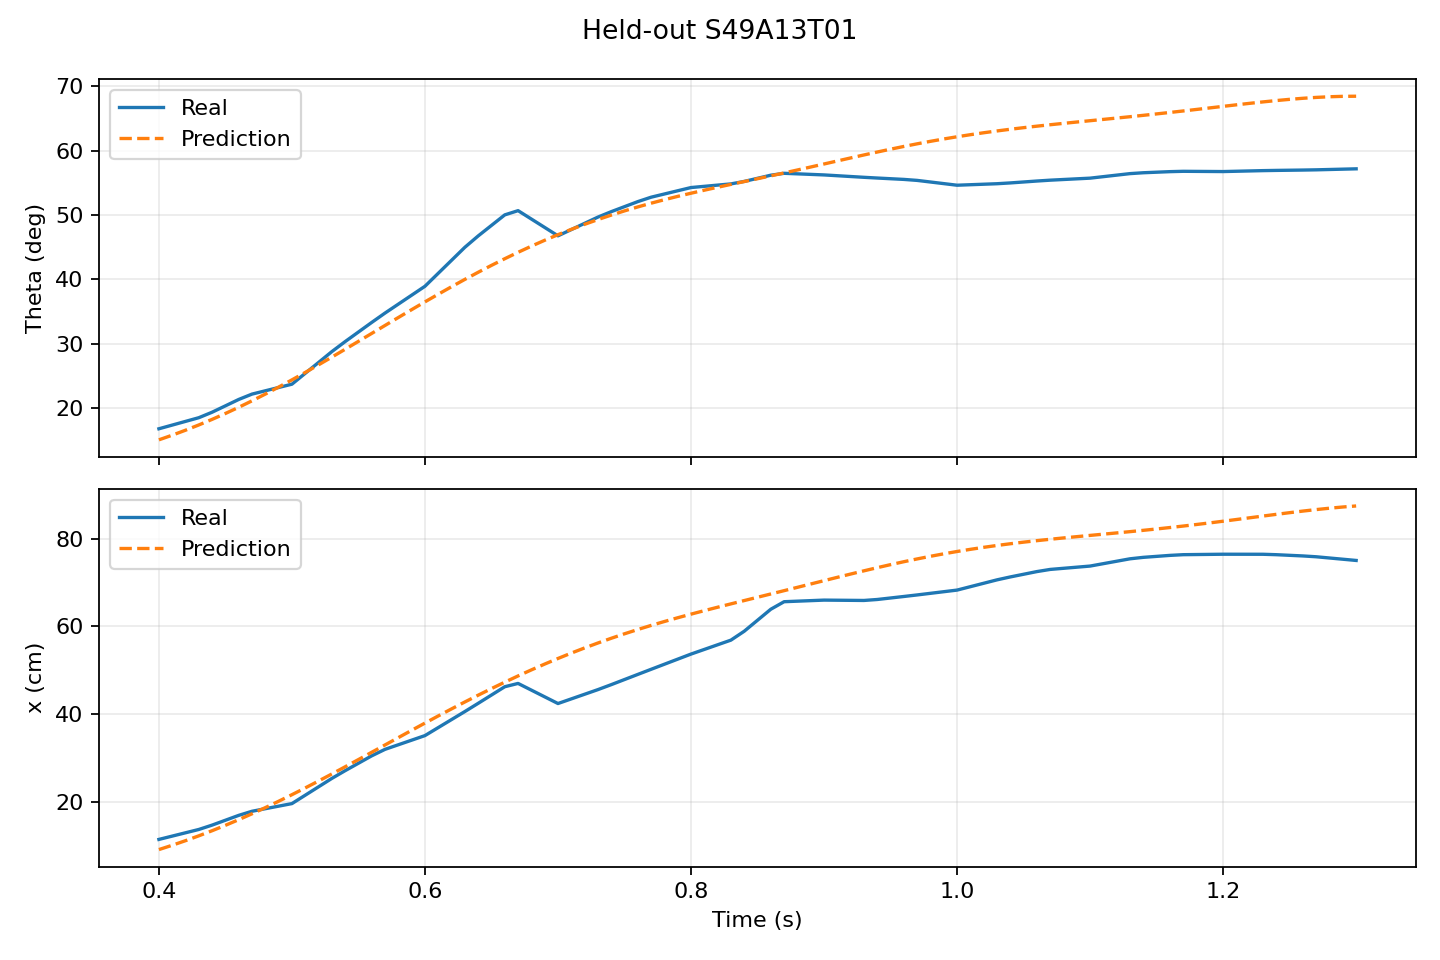 Held-out S49A13T01
Real
Prediction
70
60
50
40
30
20
Theta (deg)
Real
Prediction
80
60
40
20
x (cm)
0.4 0.6 0.8 1.0 1.2
Time (s)